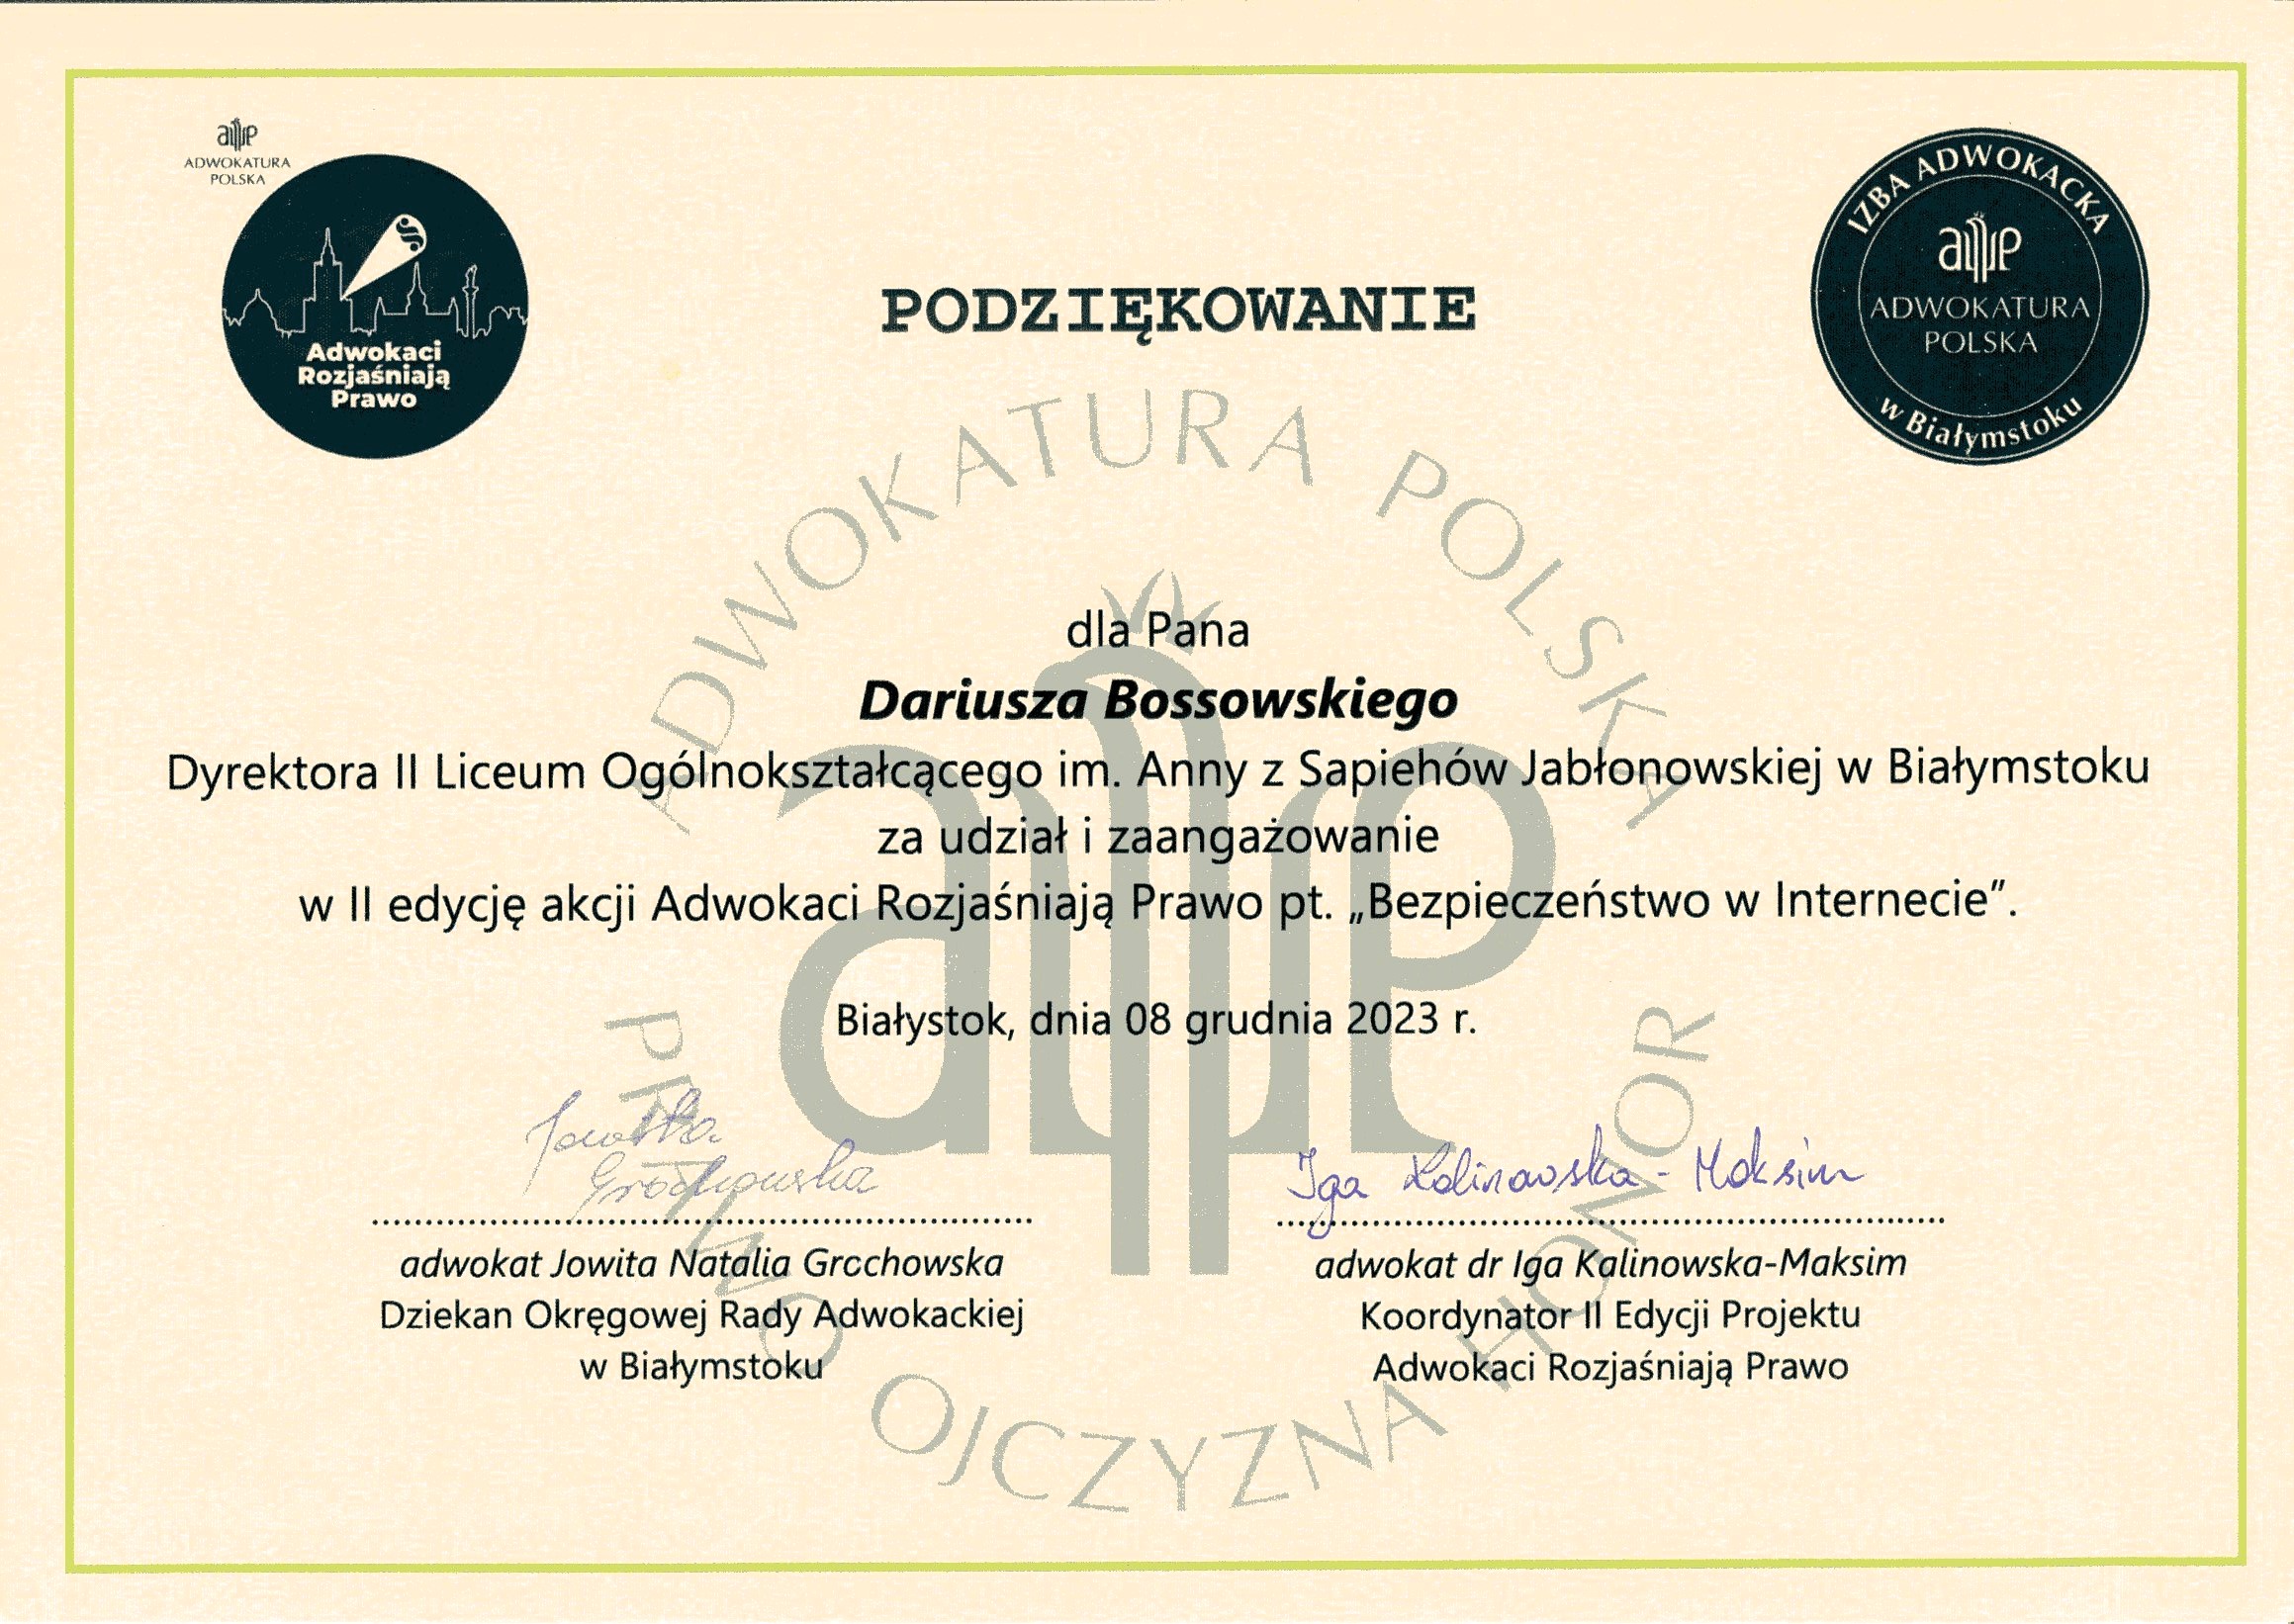 ADWOKATURA
POLSKA
Adwokaci
Rozjaśniają
Prawo
IZBA ADWOKACKA
ADWOKATURA
POLSKA
w Białymstoku
PODZIĘKOWANIE
ADWOKATURA POLSKA
dla Pana
Dariusza Bossowskiego
Dyrektora II Liceum Ogólnokształcącego im. Anny z Sapiehów Jabłonowskiej w Białymstoku
za udział i zaangażowanie
w II edycję akcji Adwokaci Rozjaśniają Prawo pt. „Bezpieczeństwo w Internecie”.
Białystok, dnia 08 grudnia 2023 r.
Jowita
Grochowska
Iga Kalinowska-Maksim
adwokat Jowita Natalia Grochowska
Dziekan Okręgowej Rady Adwokackiej
w Białymstoku
adwokat dr Iga Kalinowska-Maksim
Koordynator II Edycji Projektu
Adwokaci Rozjaśniają Prawo
PRAWO OJCZYZNA HONOR